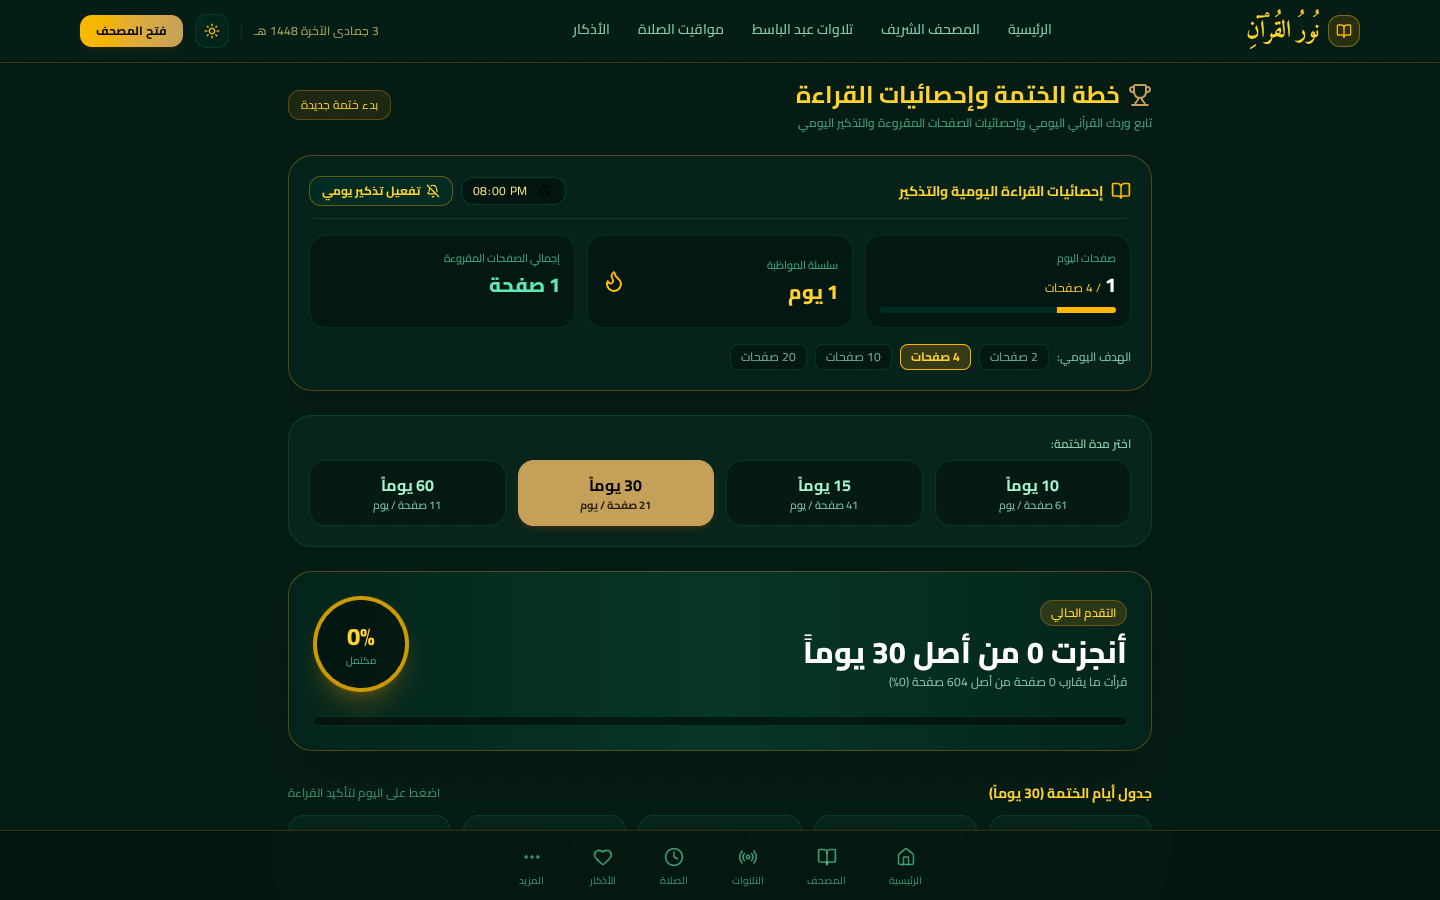 نُورُ القُرآنِ
الرئيسية
المصحف الشريف
تلاوات عبد الباسط
مواقيت الصلاة
الأذكار
3 جمادى الآخرة 1448 هـ
فتح المصحف
خطة الختمة وإحصائيات القراءة
تابع وردك القرآني اليومي وإحصائيات الصفحات المقروءة والتذكير اليومي
بدء ختمة جديدة
إحصائيات القراءة اليومية والتذكير
08:00 PM
تفعيل تذكير يومي
صفحات اليوم
1 / 4 صفحات
سلسلة المواظبة
1 يوم
إجمالي الصفحات المقروءة
1 صفحة
الهدف اليومي:
2 صفحات
4 صفحات
10 صفحات
20 صفحات
اختر مدة الختمة:
10 يوماً
61 صفحة / يوم
15 يوماً
41 صفحة / يوم
30 يوماً
21 صفحة / يوم
60 يوماً
11 صفحة / يوم
التقدم الحالي
أنجزت 0 من أصل 30 يوماً
قرأت ما يقارب 0 صفحة من أصل 604 صفحة (0%)
0%
مكتمل
جدول أيام الختمة (30 يوماً)
اضغط على اليوم لتأكيد القراءة
الرئيسية
المصحف
التلاوات
الصلاة
الأذكار
المزيد